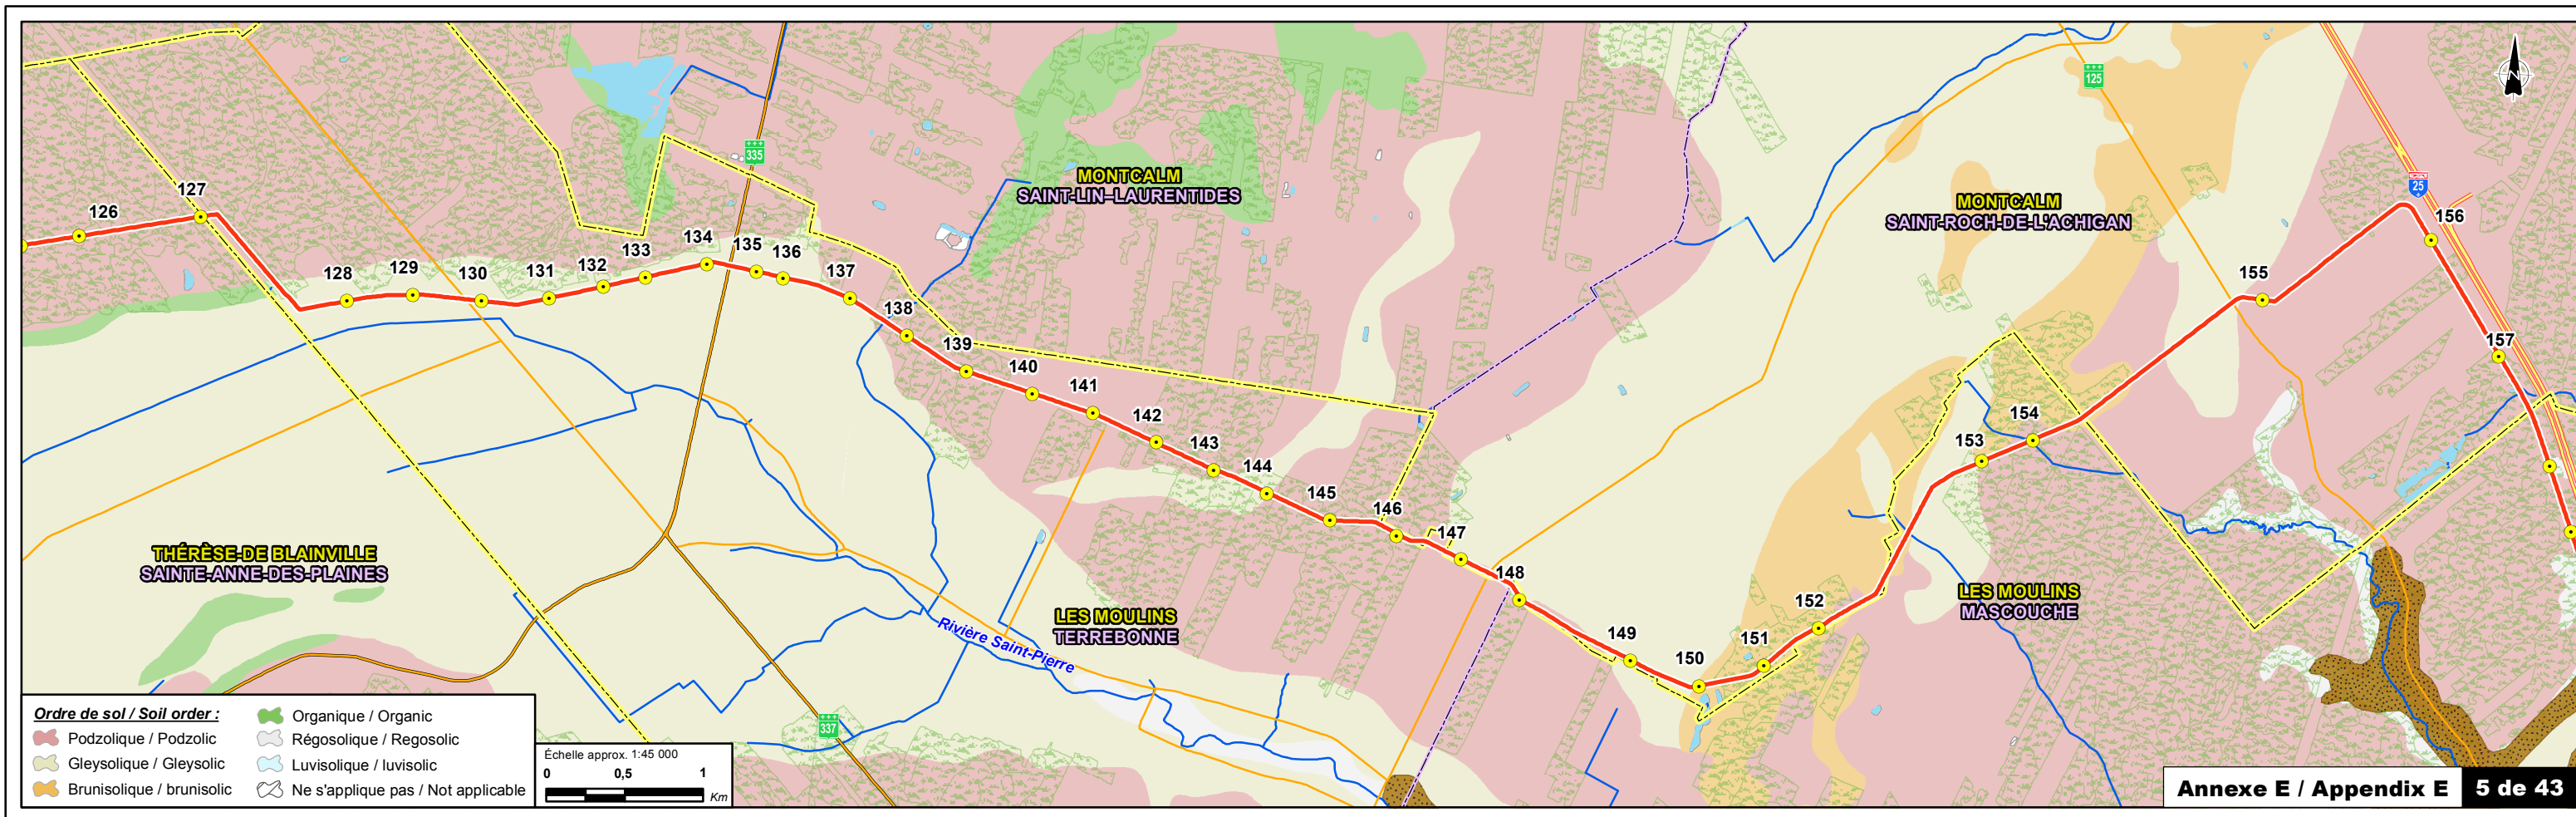 125
335
25
MONTCALM
SAINT-LIN–LAURENTIDES
MONTCALM
SAINT-ROCH-DE-L'ACHIGAN
N
126
127
128
129
130
131
132
133
134
135
136
137
138
139
140
141
142
143
144
145
146
147
148
149
150
151
152
153
154
155
156
157
THÉRÈSE-DE BLAINVILLE
SAINTE-ANNE-DES-PLAINES
LES MOULINS
TERREBONNE
LES MOULINS
MASCOUCHE
Rivière Saint-Pierre
337
Ordre de sol / Soil order :
Podzolique / Podzolic
Gleysolique / Gleysolic
Brunisolique / brunisolic
Organique / Organic
Régosolique / Regosolic
Luvisolique / luvisolic
Ne s'applique pas / Not applicable
Échelle approx. 1:45 000
0 0,5 1
Km
Annexe E / Appendix E 5 de 43